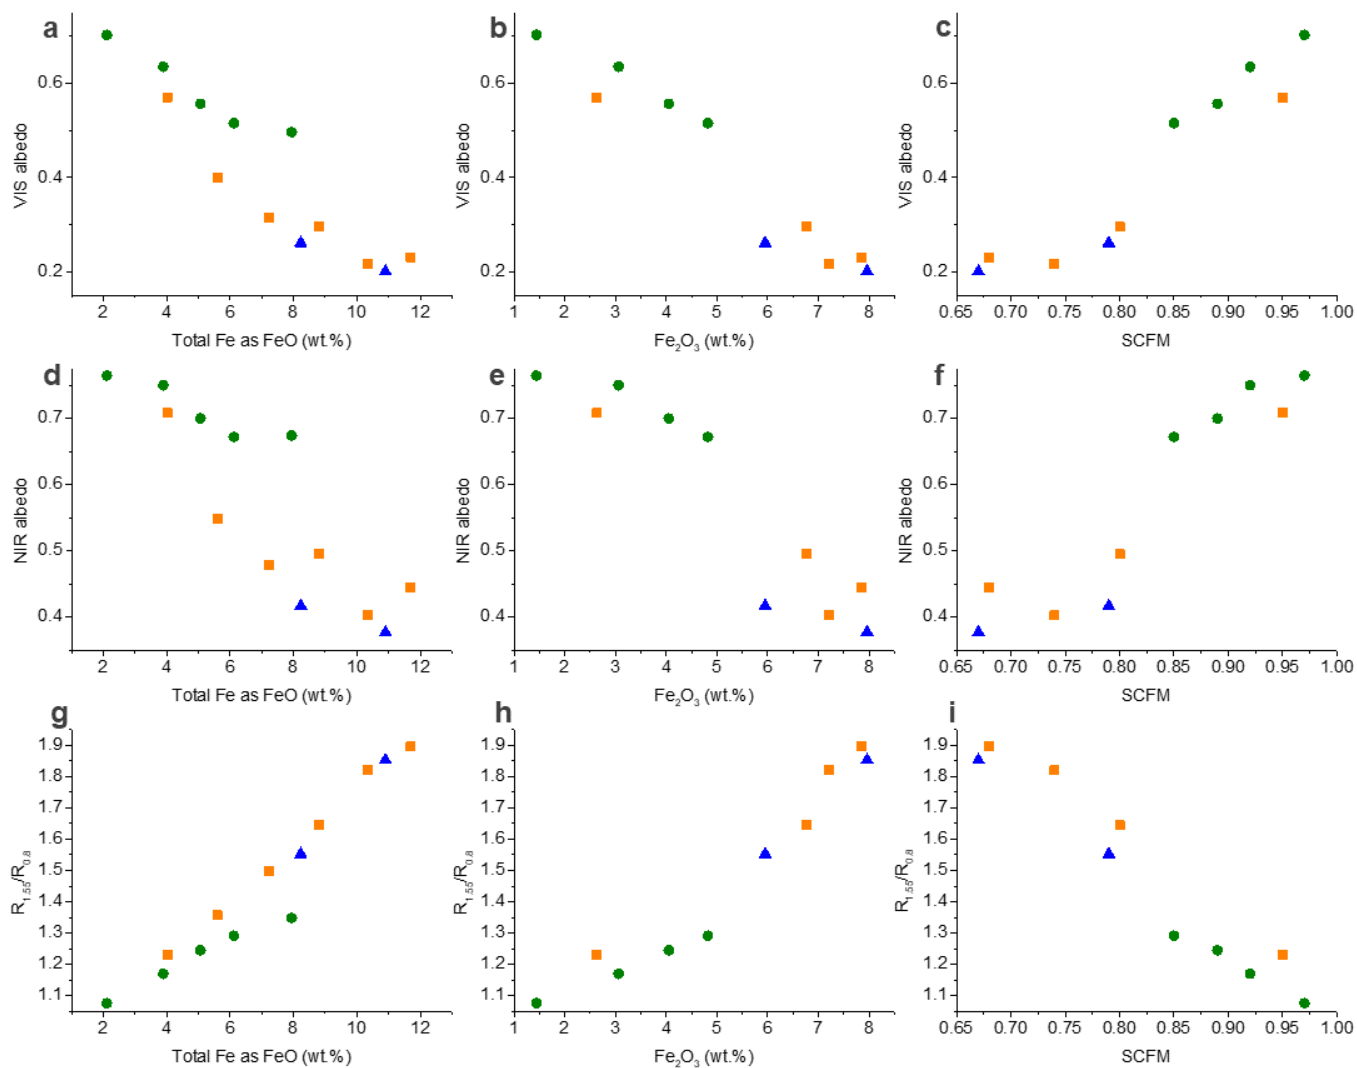 a
b
c
VIS albedo
0.6
0.4
0.2
2 4 6 8 10 12
Total Fe as FeO (wt.%)
VIS albedo
0.6
0.4
0.2
1 2 3 4 5 6 7 8
Fe₂O₃ (wt.%)
VIS albedo
0.6
0.4
0.2
0.65 0.70 0.75 0.80 0.85 0.90 0.95 1.00
SCFM
d
e
f
NIR albedo
0.7
0.6
0.5
0.4
2 4 6 8 10 12
Total Fe as FeO (wt.%)
NIR albedo
0.7
0.6
0.5
0.4
1 2 3 4 5 6 7 8
Fe₂O₃ (wt.%)
NIR albedo
0.7
0.6
0.5
0.4
0.65 0.70 0.75 0.80 0.85 0.90 0.95 1.00
SCFM
g
h
i
R₁.₅₅/R₀.₈
1.9
1.8
1.7
1.6
1.5
1.4
1.3
1.2
1.1
2 4 6 8 10 12
Total Fe as FeO (wt.%)
R₁.₅₅/R₀.₈
1.9
1.8
1.7
1.6
1.5
1.4
1.3
1.2
1.1
1 2 3 4 5 6 7 8
Fe₂O₃ (wt.%)
R₁.₅₅/R₀.₈
1.9
1.8
1.7
1.6
1.5
1.4
1.3
1.2
1.1
0.65 0.70 0.75 0.80 0.85 0.90 0.95 1.00
SCFM